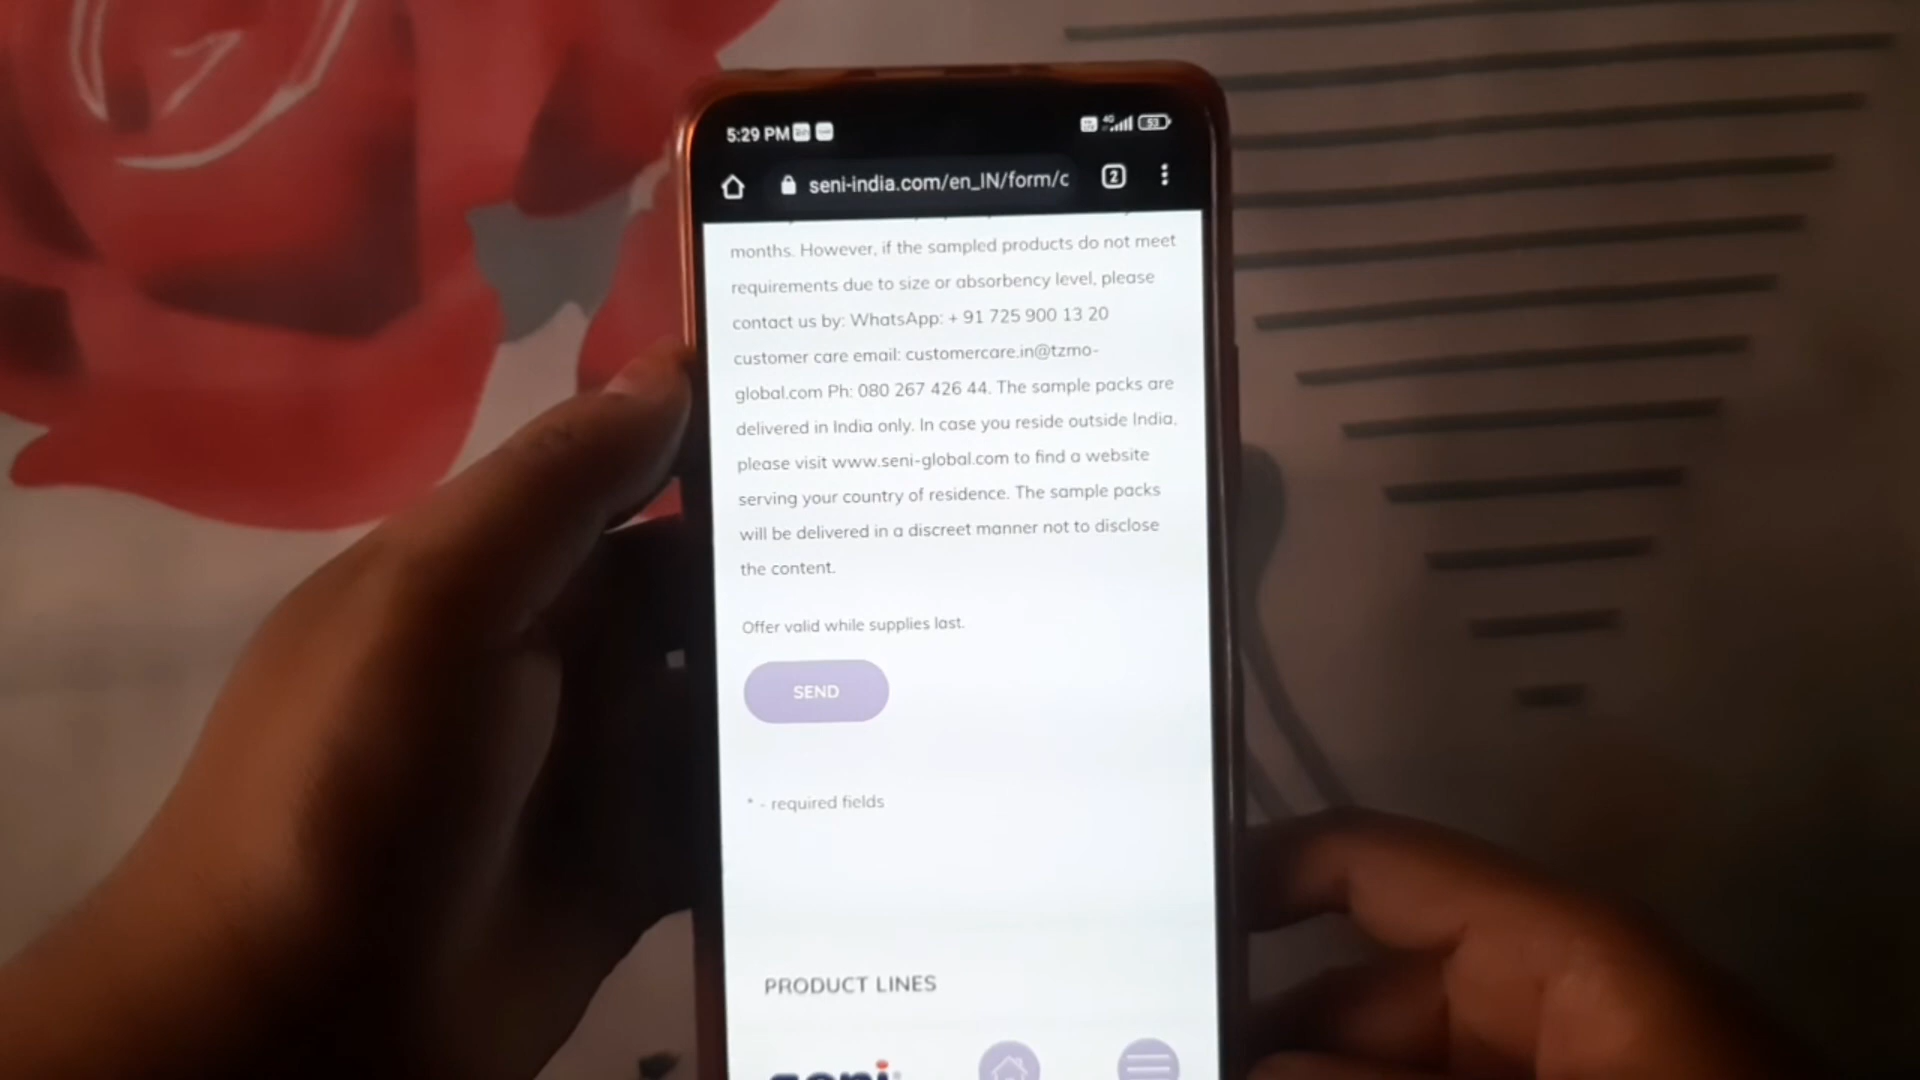 5:29 PM
4G
53
seni-india.com/en_IN/form/c
2
months. However, if the sampled products do not meet
requirements due to size or absorbency level, please
contact us by: WhatsApp: + 91 725 900 13 20
customer care email: customercare.in@tzmo-
global.com Ph: 080 267 426 44. The sample packs are
delivered in India only. In case you reside outside India,
please visit www.seni-global.com to find a website
serving your country of residence. The sample packs
will be delivered in a discreet manner not to disclose
the content.
Offer valid while supplies last.
SEND
* - required fields
PRODUCT LINES
seni